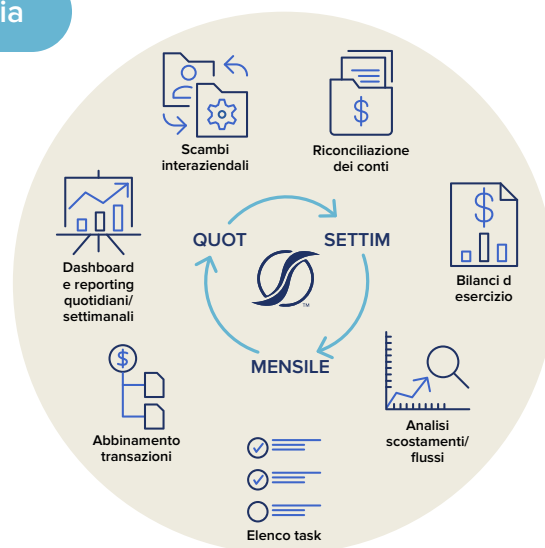 ia
Scambi
interaziendali
Riconciliazione
dei conti
QUOT
SETTIM
Dashboard
e reporting
quotidiani/
settimanali
Bilanci d
esercizio
TM
MENSILE
Abbinamento
transazioni
Analisi
scostamenti/
flussi
Elenco task